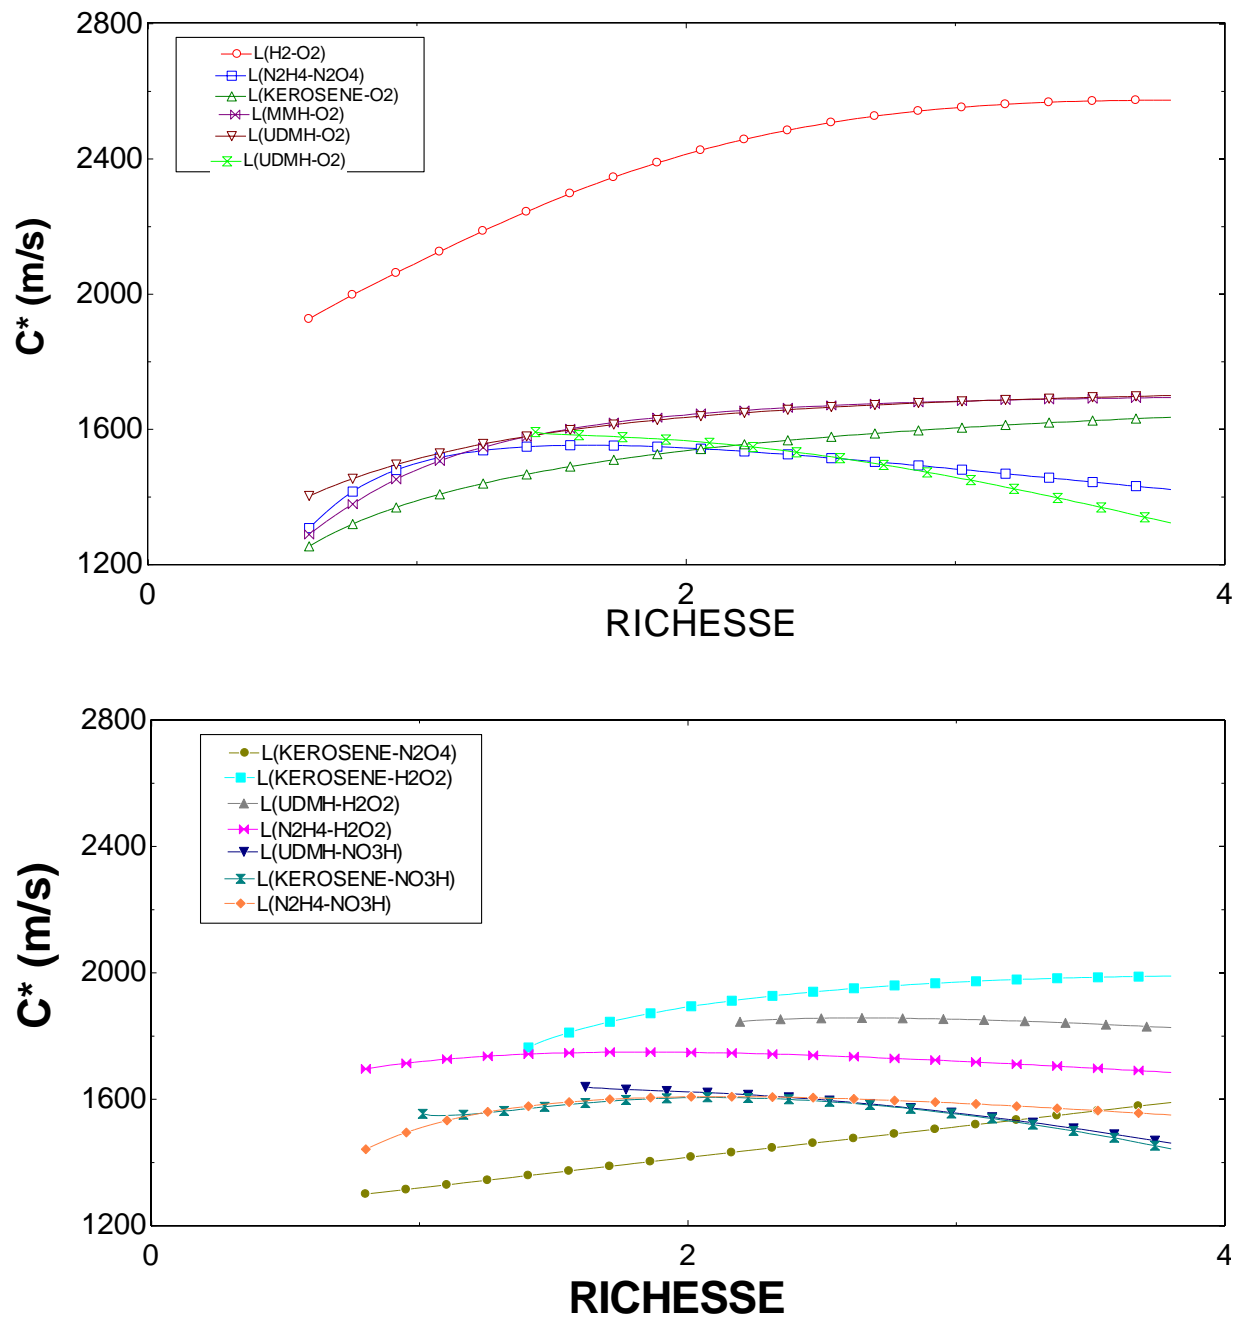 2800
L(H2-O2)
L(N2H4-N2O4)
L(KEROSENE-O2)
L(MMH-O2)
L(UDMH-O2)
L(UDMH-O2)
2400
C* (m/s)
2000
1600
1200
0
2
4
RICHESSE
2800
L(KEROSENE-N2O4)
L(KEROSENE-H2O2)
L(UDMH-H2O2)
L(N2H4-H2O2)
L(UDMH-NO3H)
L(KEROSENE-NO3H)
L(N2H4-NO3H)
2400
C* (m/s)
2000
1600
1200
0
2
4
RICHESSE